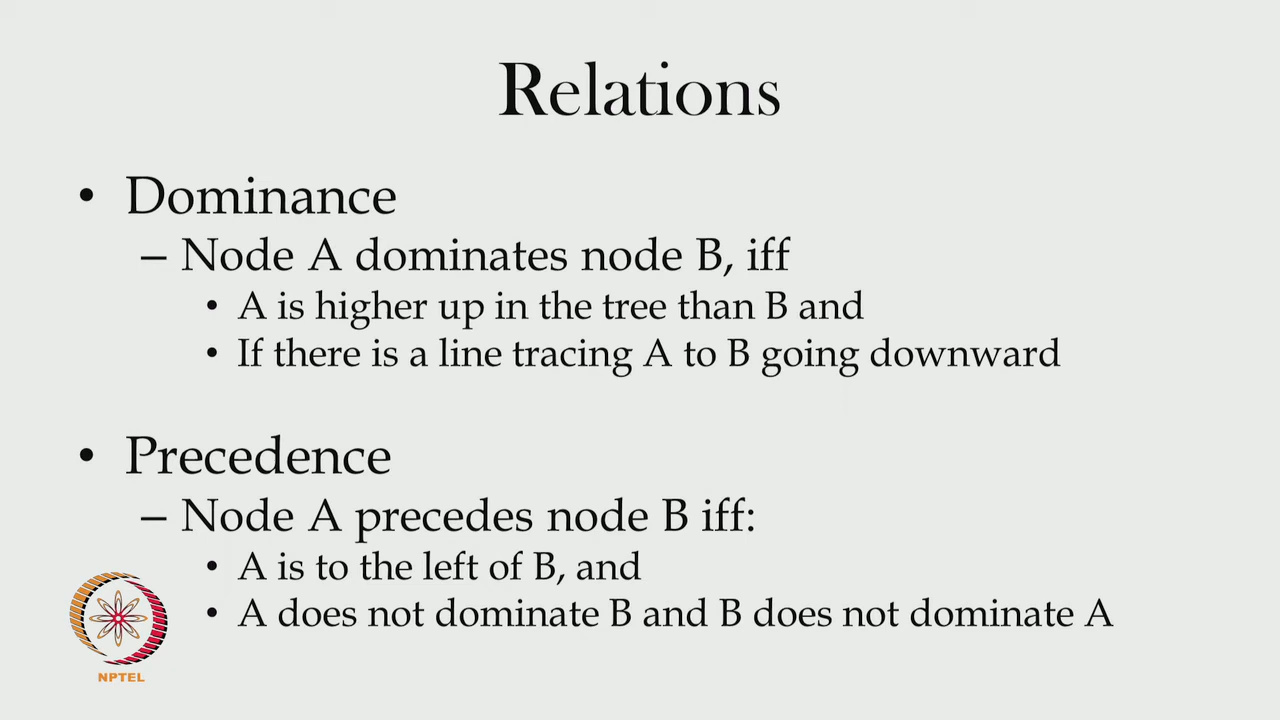 Relations
• Dominance
– Node A dominates node B, iff
• A is higher up in the tree than B and
• If there is a line tracing A to B going downward
• Precedence
– Node A precedes node B iff:
• A is to the left of B, and
• A does not dominate B and B does not dominate A
NPTEL